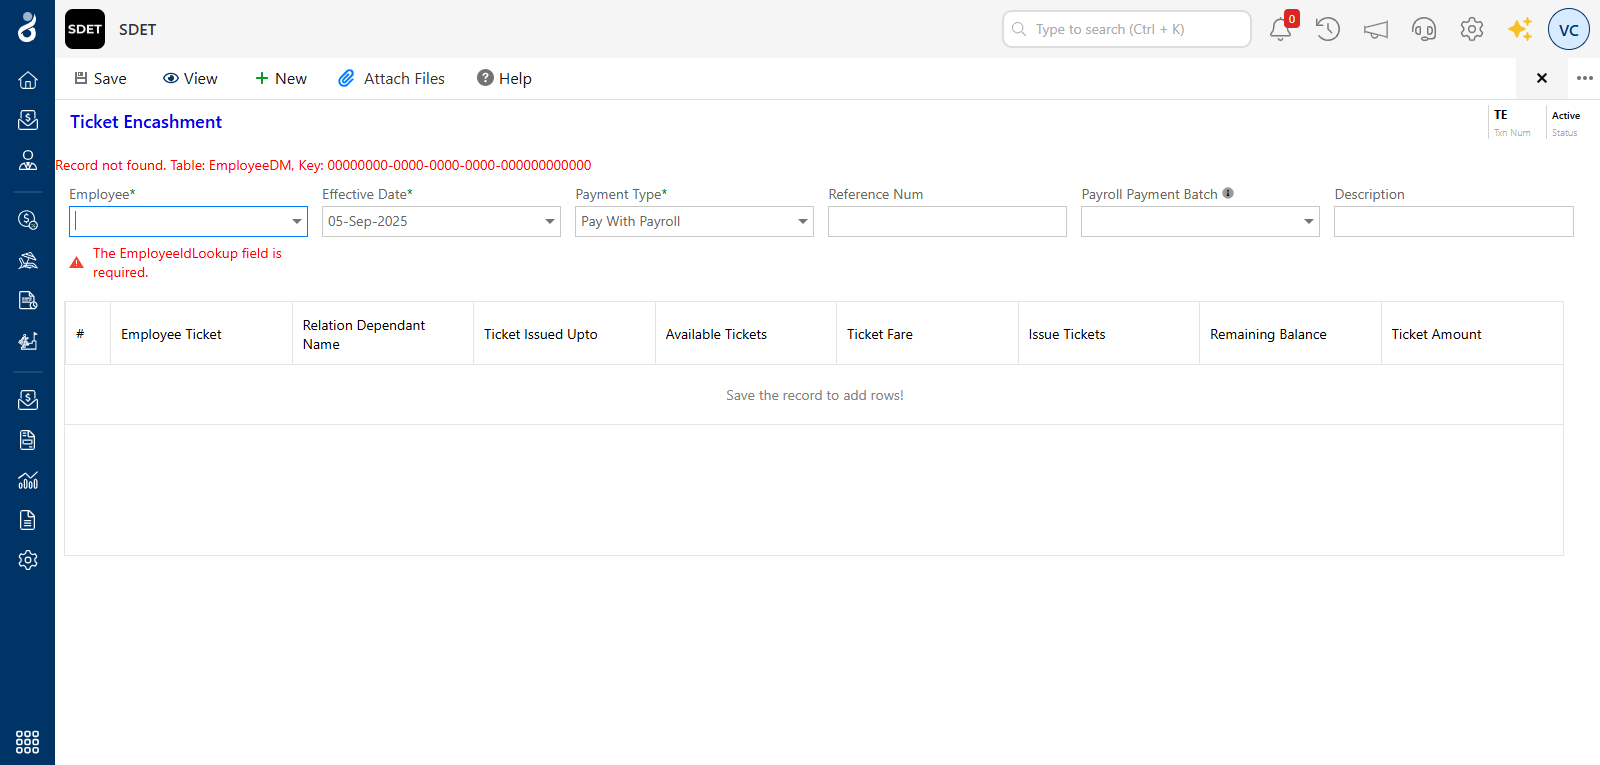 SDET
SDET
Type to search (Ctrl + K)
0
VC
Save
View
New
Attach Files
Help
Ticket Encashment
TE
Txn Num
Active
Status
Record not found. Table: EmployeeDM, Key: 00000000-0000-0000-0000-000000000000
Employee*
Effective Date*
Payment Type*
Reference Num
Payroll Payment Batch
Description
05-Sep-2025
Pay With Payroll
The EmployeeIdLookup field is
required.
#
Employee Ticket
Relation Dependant
Name
Ticket Issued Upto
Available Tickets
Ticket Fare
Issue Tickets
Remaining Balance
Ticket Amount
Save the record to add rows!